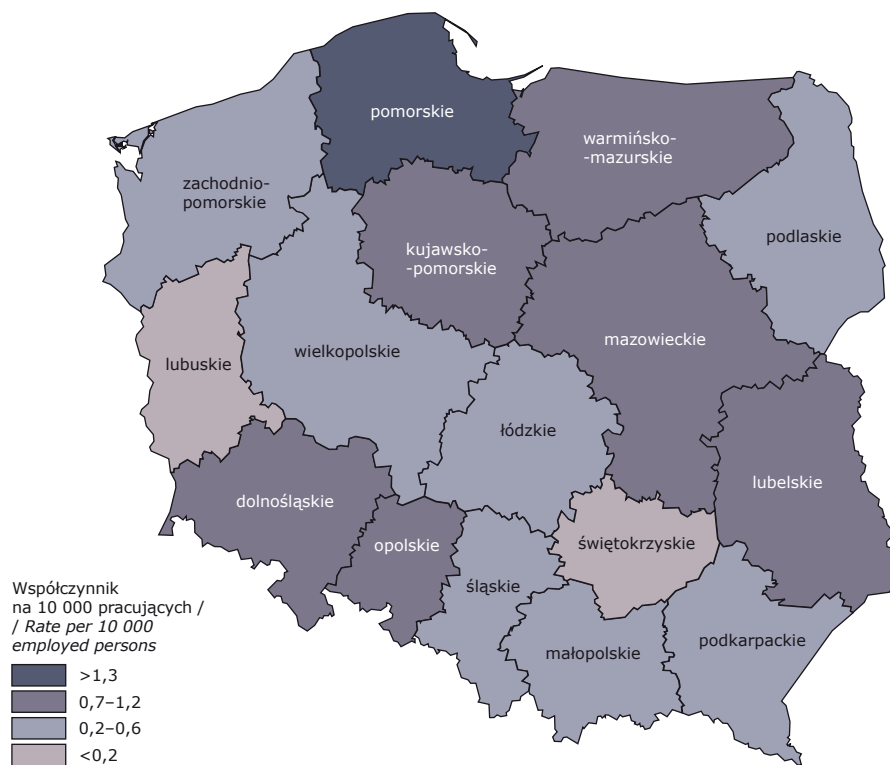 pomorskie
warmińsko-
-mazurskie
zachodnio-
pomorskie
podlaskie
kujawsko-
-pomorskie
mazowieckie
wielkopolskie
lubuskie
łódzkie
lubelskie
dolnośląskie
opolskie
świętokrzyskie
śląskie
podkarpackie
małopolskie
Współczynnik
na 10 000 pracujących /
/ Rate per 10 000
employed persons
>1,3
0,7–1,2
0,2–0,6
<0,2